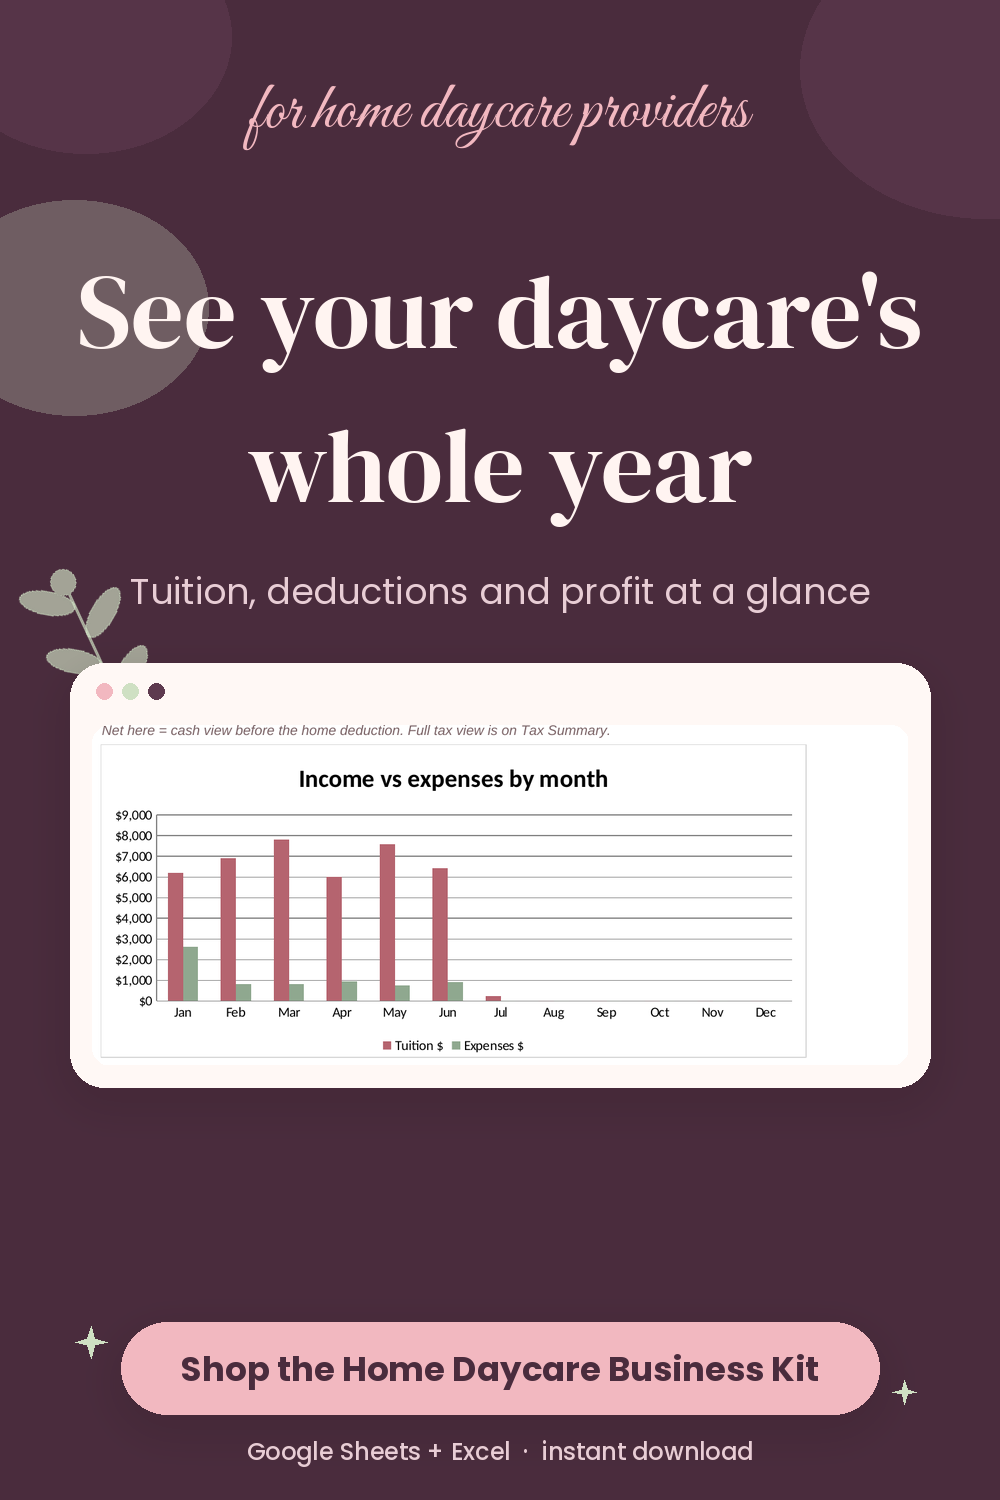 for home daycare providers
See your daycare's
whole year
Tuition, deductions and profit at a glance
Net here = cash view before the home deduction. Full tax view is on Tax Summary.
Income vs expenses by month
$9,000
$8,000
$7,000
$6,000
$5,000
$4,000
$3,000
$2,000
$1,000
$0
Jan Feb Mar Apr May Jun Jul Aug Sep Oct Nov Dec
Tuition $ Expenses $
Shop the Home Daycare Business Kit
Google Sheets + Excel · instant download